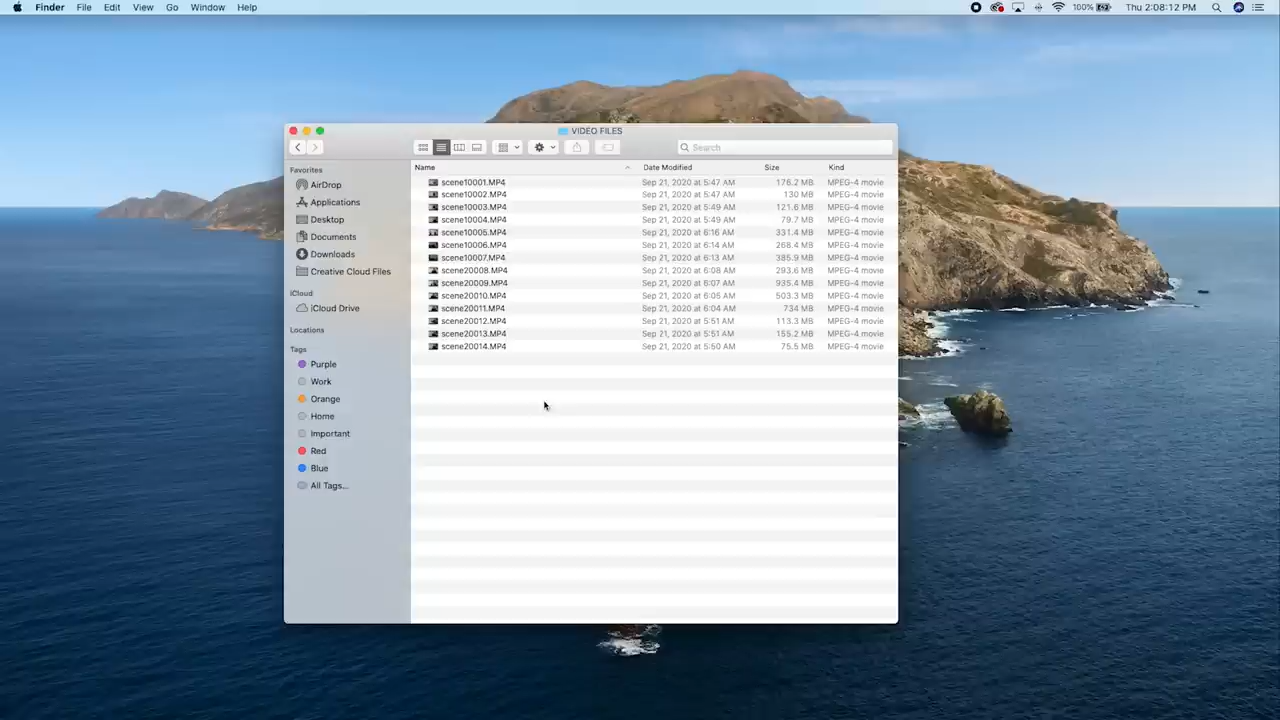 Finder File Edit View Go Window Help 100% Thu 2:08:12 PM
VIDEO FILES
Search
Favorites
AirDrop
Applications
Desktop
Documents
Downloads
Creative Cloud Files
iCloud
iCloud Drive
Locations
Tags
Purple
Work
Orange
Home
Important
Red
Blue
All Tags...
Name Date Modified Size Kind
scene10001.MP4 Sep 21, 2020 at 5:47 AM 176.2 MB MPEG-4 movie
scene10002.MP4 Sep 21, 2020 at 5:47 AM 130 MB MPEG-4 movie
scene10003.MP4 Sep 21, 2020 at 5:49 AM 121.6 MB MPEG-4 movie
scene10004.MP4 Sep 21, 2020 at 5:49 AM 79.7 MB MPEG-4 movie
scene10005.MP4 Sep 21, 2020 at 6:16 AM 331.4 MB MPEG-4 movie
scene10006.MP4 Sep 21, 2020 at 6:14 AM 268.4 MB MPEG-4 movie
scene10007.MP4 Sep 21, 2020 at 6:13 AM 385.9 MB MPEG-4 movie
scene20008.MP4 Sep 21, 2020 at 6:08 AM 293.6 MB MPEG-4 movie
scene20009.MP4 Sep 21, 2020 at 6:07 AM 935.4 MB MPEG-4 movie
scene20010.MP4 Sep 21, 2020 at 6:05 AM 503.3 MB MPEG-4 movie
scene20011.MP4 Sep 21, 2020 at 6:04 AM 734 MB MPEG-4 movie
scene20012.MP4 Sep 21, 2020 at 5:51 AM 113.3 MB MPEG-4 movie
scene20013.MP4 Sep 21, 2020 at 5:51 AM 155.2 MB MPEG-4 movie
scene20014.MP4 Sep 21, 2020 at 5:50 AM 75.5 MB MPEG-4 movie